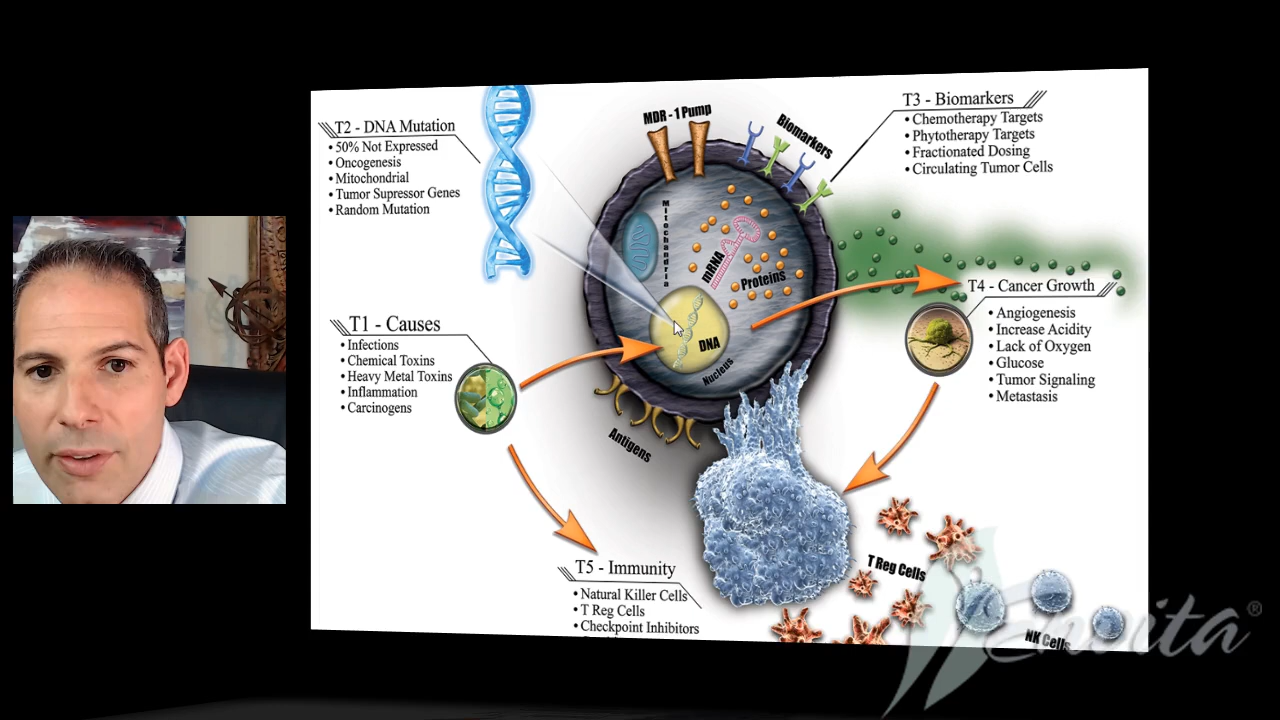 T2 - DNA Mutation
• 50% Not Expressed
• Oncogenesis
• Mitochondrial
• Tumor Supressor Genes
• Random Mutation
MDR - 1 Pump
Biomarkers
T3 - Biomarkers
• Chemotherapy Targets
• Phytotherapy Targets
• Fractionated Dosing
• Circulating Tumor Cells
Mitochandria
mRNA
Proteins
DNA
Nucleus
Antigens
T1 - Causes
• Infections
• Chemical Toxins
• Heavy Metal Toxins
• Inflammation
• Carcinogens
T4 - Cancer Growth
• Angiogenesis
• Increase Acidity
• Lack of Oxygen
• Glucose
• Tumor Signaling
• Metastasis
T5 - Immunity
• Natural Killer Cells
• T Reg Cells
• Checkpoint Inhibitors
T Reg Cells
NK Cells
Envita®